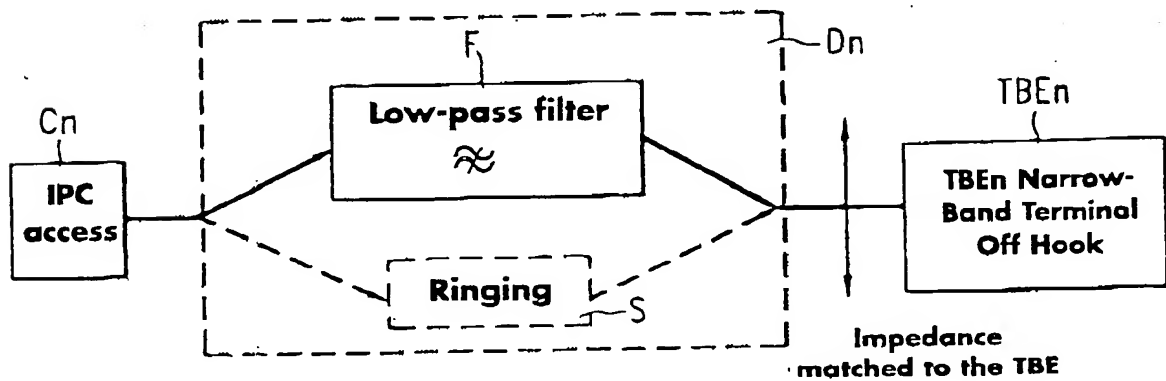 F
Dn
Low-pass filter
TBEn
Cn
IPC
access
TBEn Narrow-
Band Terminal
Off Hook
Ringing
S
Impedance
matched to the TBE